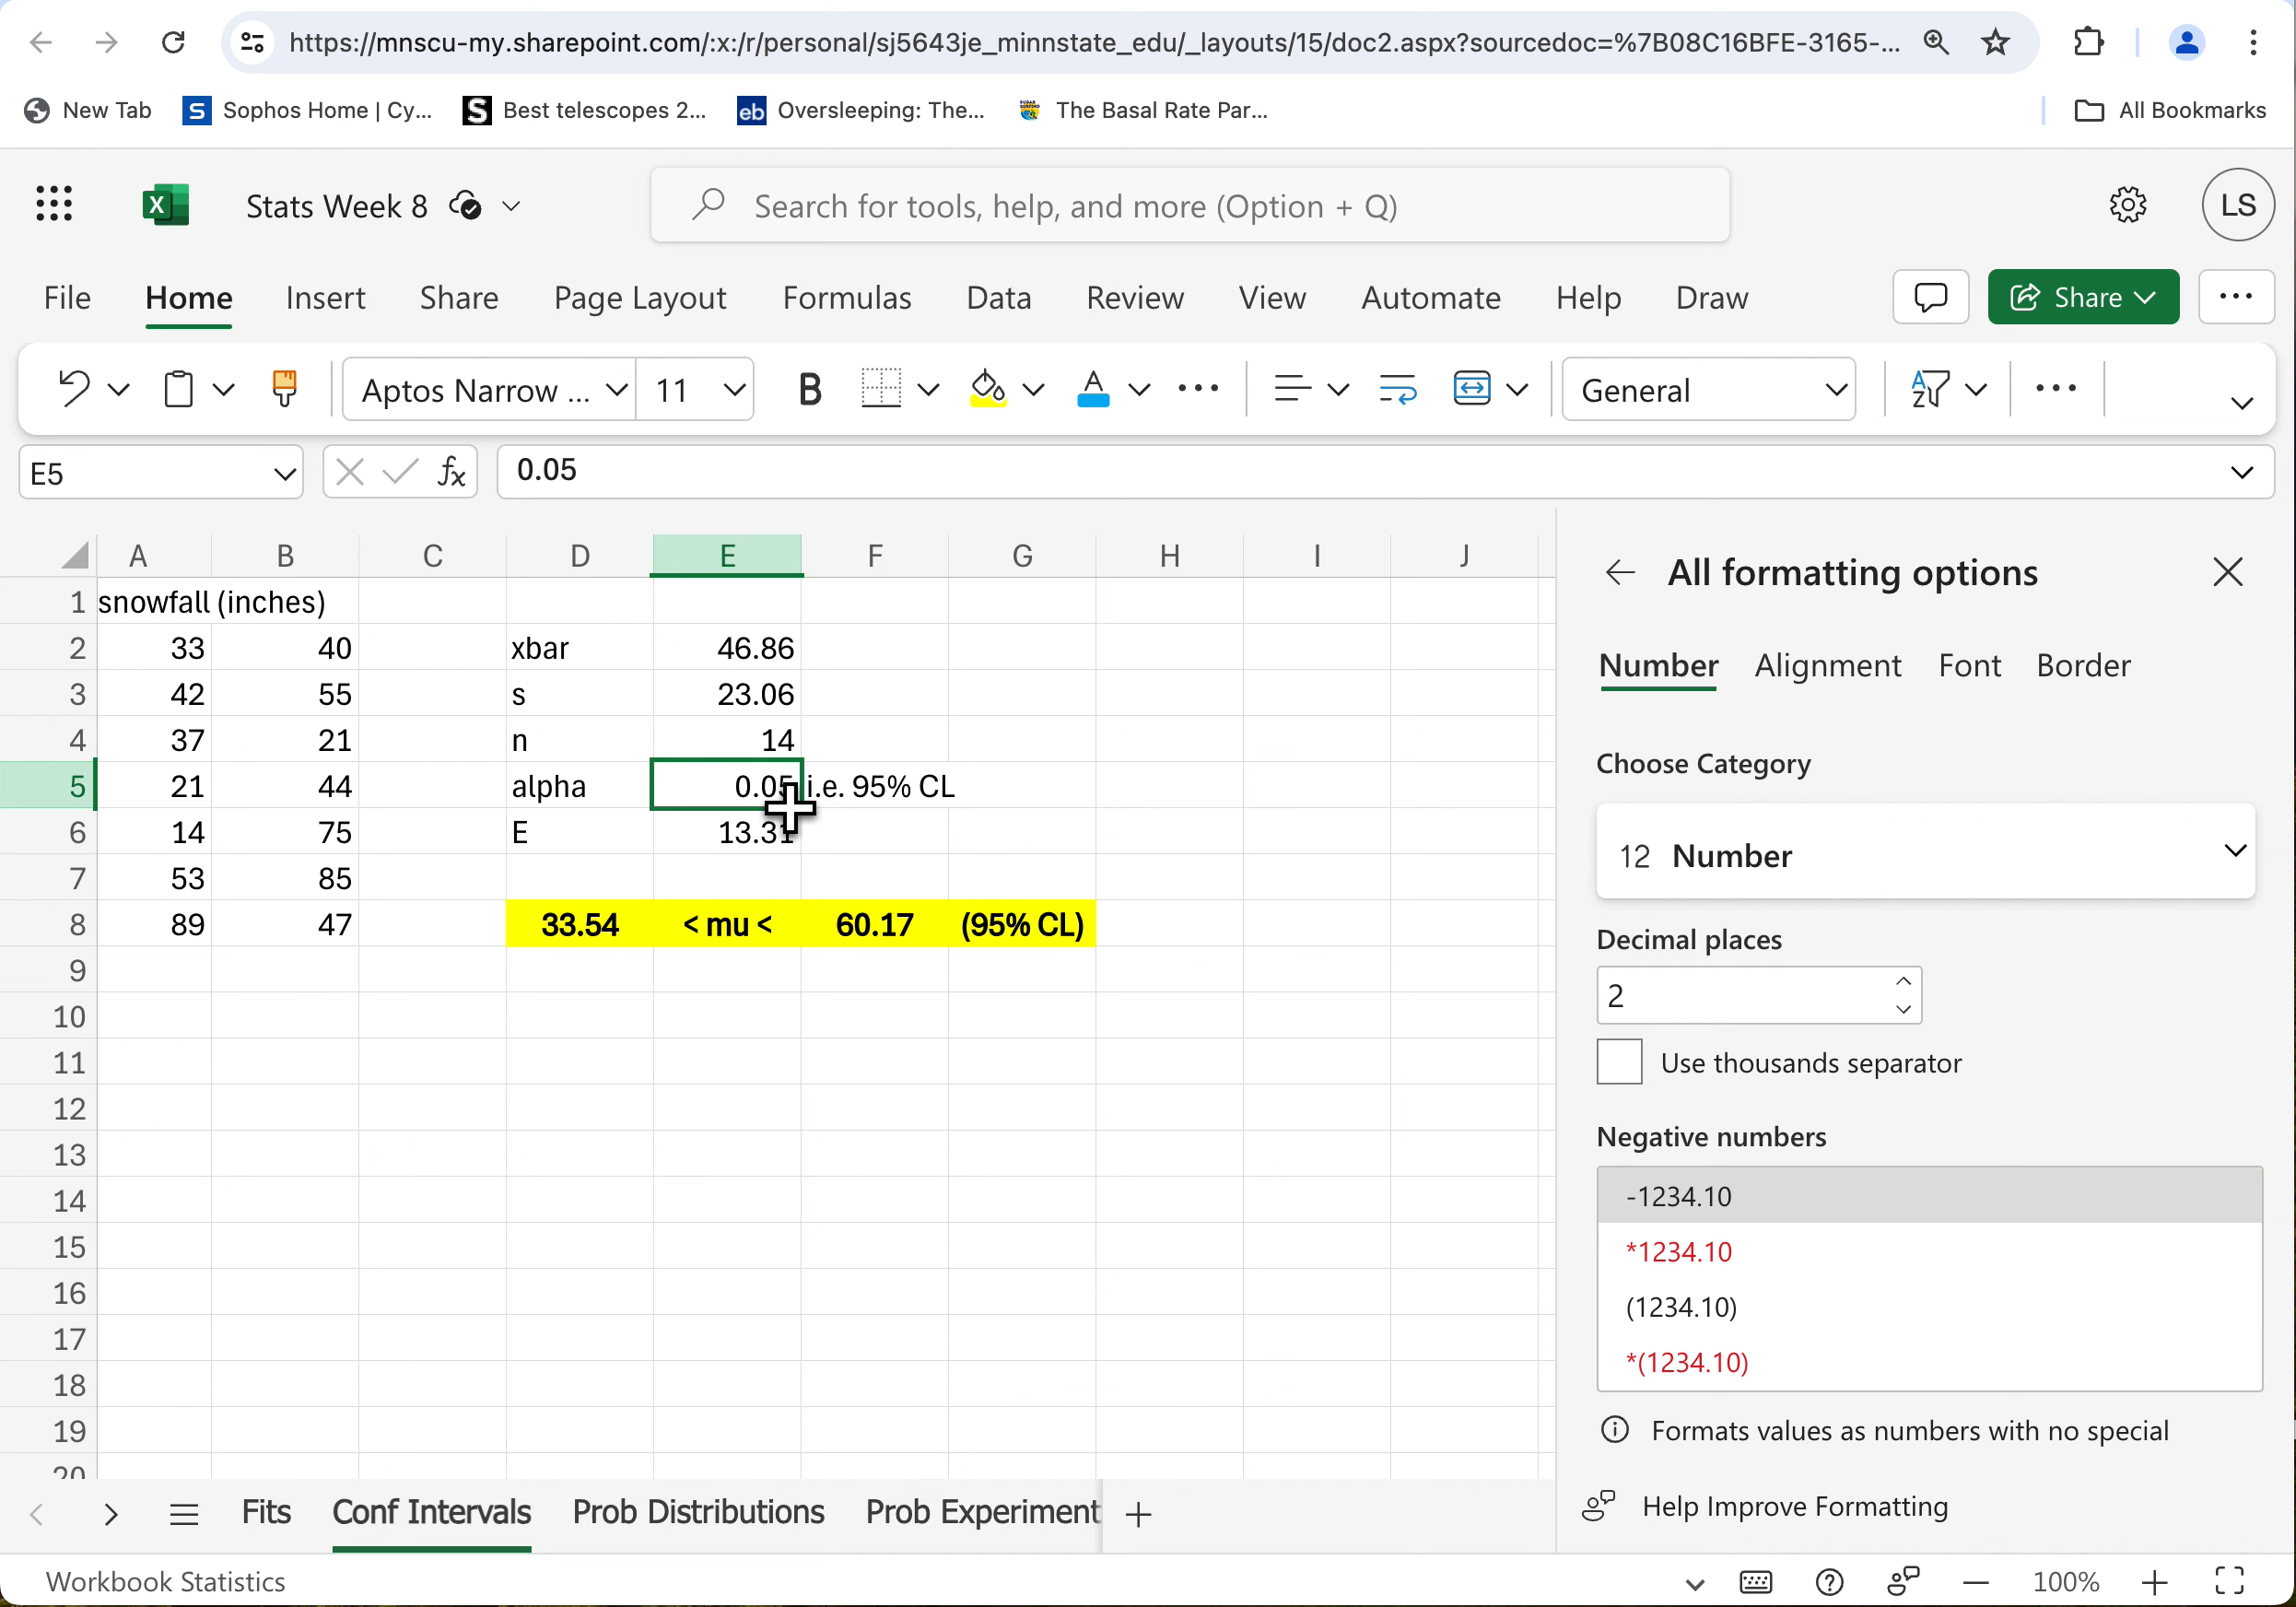 https://mnscu-my.sharepoint.com/:x:/r/personal/sj5643je_minnstate_edu/_layouts/15/doc2.aspx?sourcedoc=%7B08C16BFE-3165-...
New Tab S Sophos Home | Cy... S Best telescopes 2... eb Oversleeping: The... The Basal Rate Par... All Bookmarks
X Stats Week 8 Search for tools, help, and more (Option + Q) LS
File Home Insert Share Page Layout Formulas Data Review View Automate Help Draw Share ...
Aptos Narrow ... 11 B A ... General ...
E5 fx 0.05
A B C D E F G H I J
1 snowfall (inches)
2 33 40 xbar 46.86
3 42 55 s 23.06
4 37 21 n 14
5 21 44 alpha 0.05 i.e. 95% CL
6 14 75 E 13.31
7 53 85
8 89 47 33.54 < mu < 60.17 (95% CL)
9
10
11
12
13
14
15
16
17
18
19
20
All formatting options
Number Alignment Font Border
Choose Category
12 Number
Decimal places
2
Use thousands separator
Negative numbers
-1234.10
*1234.10
(1234.10)
*(1234.10)
Formats values as numbers with no special
Help Improve Formatting
Fits Conf Intervals Prob Distributions Prob Experiment
Workbook Statistics 100%